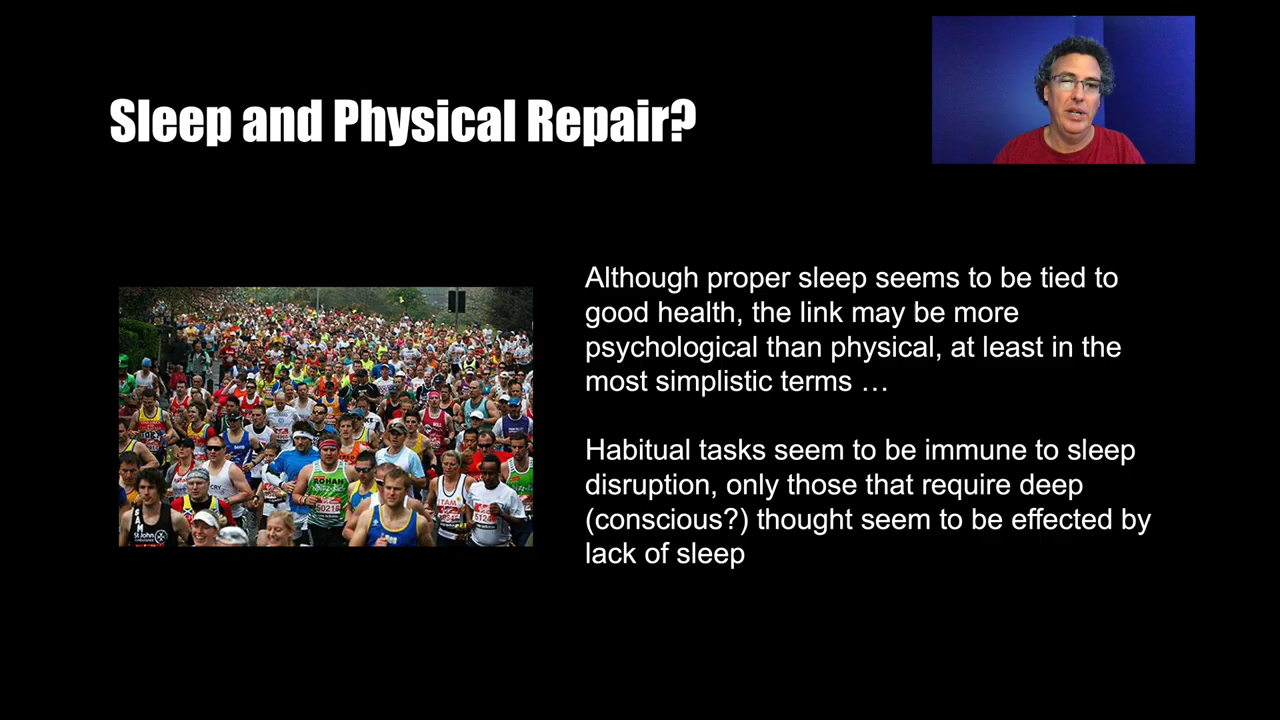 Sleep and Physical Repair?
Although proper sleep seems to be tied to
good health, the link may be more
psychological than physical, at least in the
most simplistic terms …
Habitual tasks seem to be immune to sleep
disruption, only those that require deep
(conscious?) thought seem to be effected by
lack of sleep
ROHAN